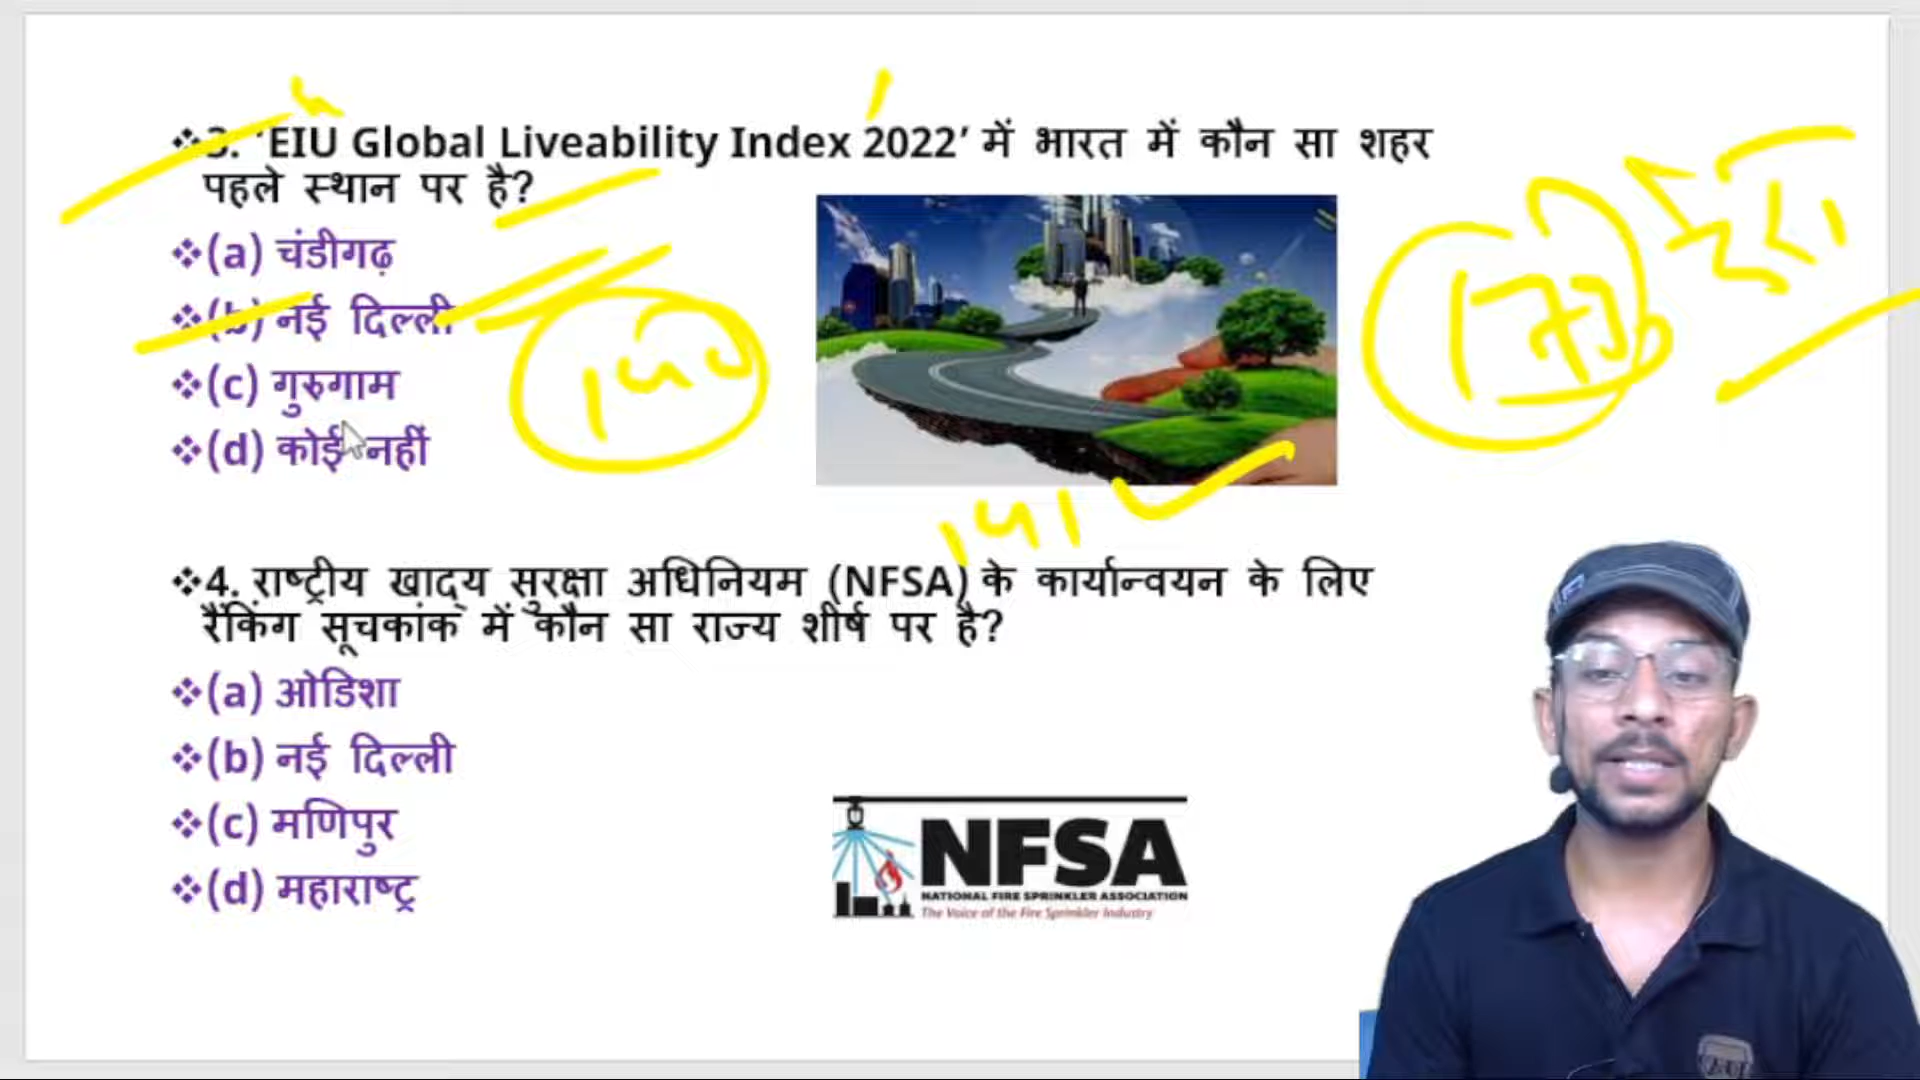 ❖3. ‘EIU Global Liveability Index 2022’ में भारत में कौन सा शहर
पहले स्थान पर है?
❖(a) चंडीगढ़
❖(b) नई दिल्ली
❖(c) गुरुगाम
❖(d) कोई नहीं
140
173
141
❖4. राष्ट्रीय खाद्य सुरक्षा अधिनियम (NFSA) के कार्यान्वयन के लिए
रैंकिंग सूचकांक में कौन सा राज्य शीर्ष पर है?
❖(a) ओडिशा
❖(b) नई दिल्ली
❖(c) मणिपुर
❖(d) महाराष्ट्र
NFSA
NATIONAL FIRE SPRINKLER ASSOCIATION
The Voice of the Fire Sprinkler Industry